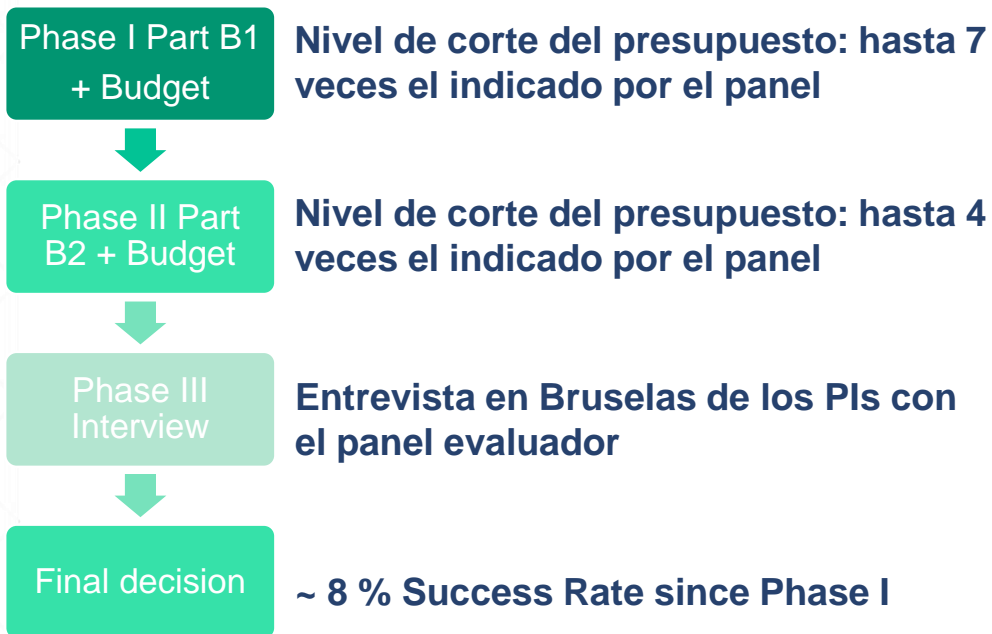 Phase I Part B1
+ Budget
Nivel de corte del presupuesto: hasta 7
veces el indicado por el panel
Phase II Part
B2 + Budget
Nivel de corte del presupuesto: hasta 4
veces el indicado por el panel
Phase III
Interview
Entrevista en Bruselas de los PIs con
el panel evaluador
Final decision
~ 8 % Success Rate since Phase I